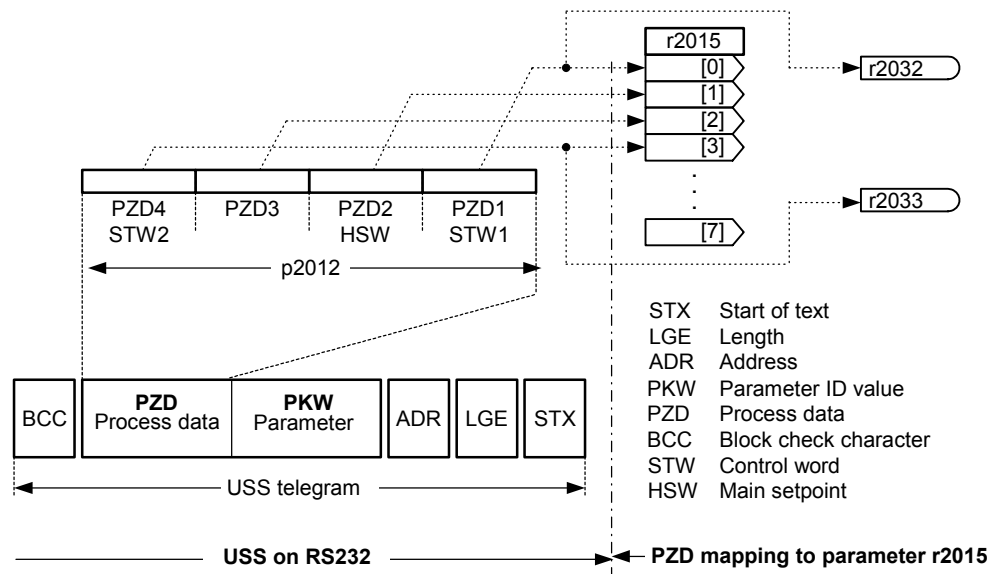 r2015
[0]
r2032
[1]
[2]
[3]
PZD4 PZD3 PZD2 PZD1
STW2 HSW STW1
r2033
[7]
p2012
STX Start of text
LGE Length
ADR Address
PKW Parameter ID value
PZD Process data
BCC Block check character
STW Control word
HSW Main setpoint
BCC PZD Process data PKW Parameter ADR LGE STX
USS telegram
USS on RS232
PZD mapping to parameter r2015